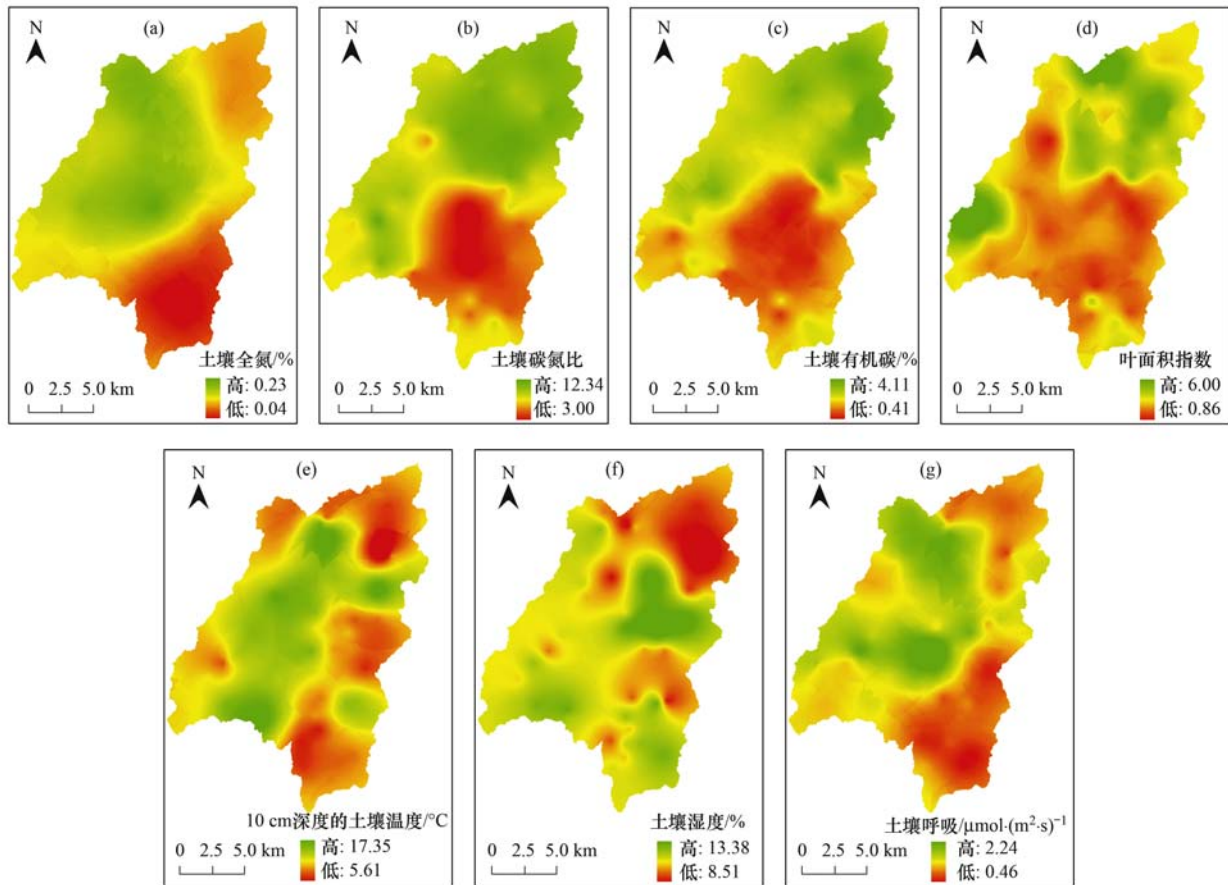 N
(a)
土壤全氮/%
0 2.5 5.0 km
高: 0.23
低: 0.04
N
(b)
土壤碳氮比
0 2.5 5.0 km
高: 12.34
低: 3.00
N
(c)
土壤有机碳/%
0 2.5 5.0 km
高: 4.11
低: 0.41
N
(d)
叶面积指数
0 2.5 5.0 km
高: 6.00
低: 0.86
N
(e)
10 cm深度的土壤温度/°C
0 2.5 5.0 km
高: 17.35
低: 5.61
N
(f)
土壤湿度/%
0 2.5 5.0 km
高: 13.38
低: 8.51
N
(g)
土壤呼吸/μmol·(m²·s)⁻¹
0 2.5 5.0 km
高: 2.24
低: 0.46